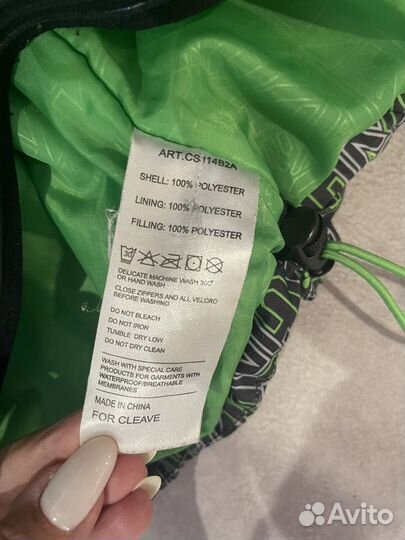 ART.CS114B2A
SHELL: 100% POLYESTER
LINING: 100% POLYESTER
FILLING: 100% POLYESTER
30
DELICATE MACHINE WASH 30C°
OR HAND WASH
CLOSE ZIPPERS AND ALL VELCRO
BEFORE WASHING
DO NOT BLEACH
DO NOT IRON
TUMBLE DRY LOW
DO NOT DRY CLEAN
WASH WITH SPECIAL CARE
PRODUCTS FOR GARMENTS WITH
WATERPROOF/BREATHABLE
MEMBRANES
MADE IN CHINA
FOR CLEAVE
Avito